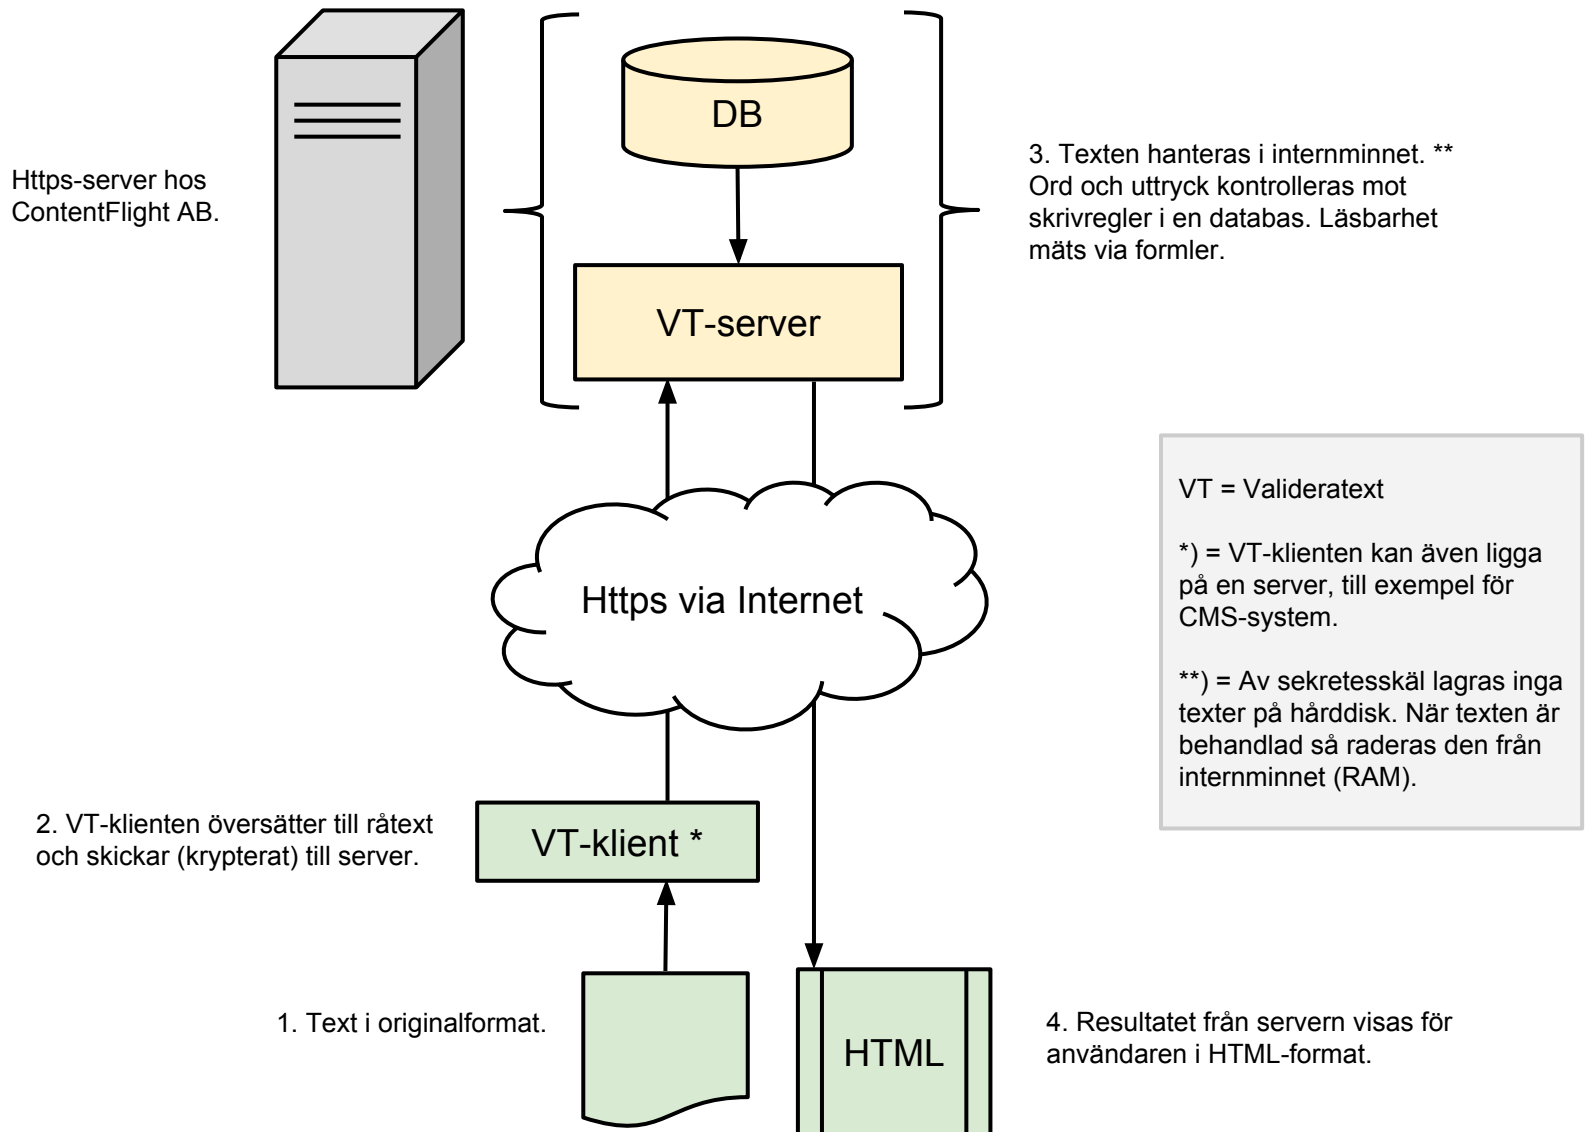 DB
Https-server hos
ContentFlight AB.
3. Texten hanteras i internminnet. **
Ord och uttryck kontrolleras mot
skrivregler i en databas. Läsbarhet
mäts via formler.
VT-server
VT = Valideratext
*) = VT-klienten kan även ligga
på en server, till exempel för
CMS-system.
**) = Av sekretesskäl lagras inga
texter på hårddisk. När texten är
behandlad så raderas den från
internminnet (RAM).
Https via Internet
2. VT-klienten översätter till råtext
och skickar (krypterat) till server.
VT-klient *
1. Text i originalformat.
HTML
4. Resultatet från servern visas för
användaren i HTML-format.